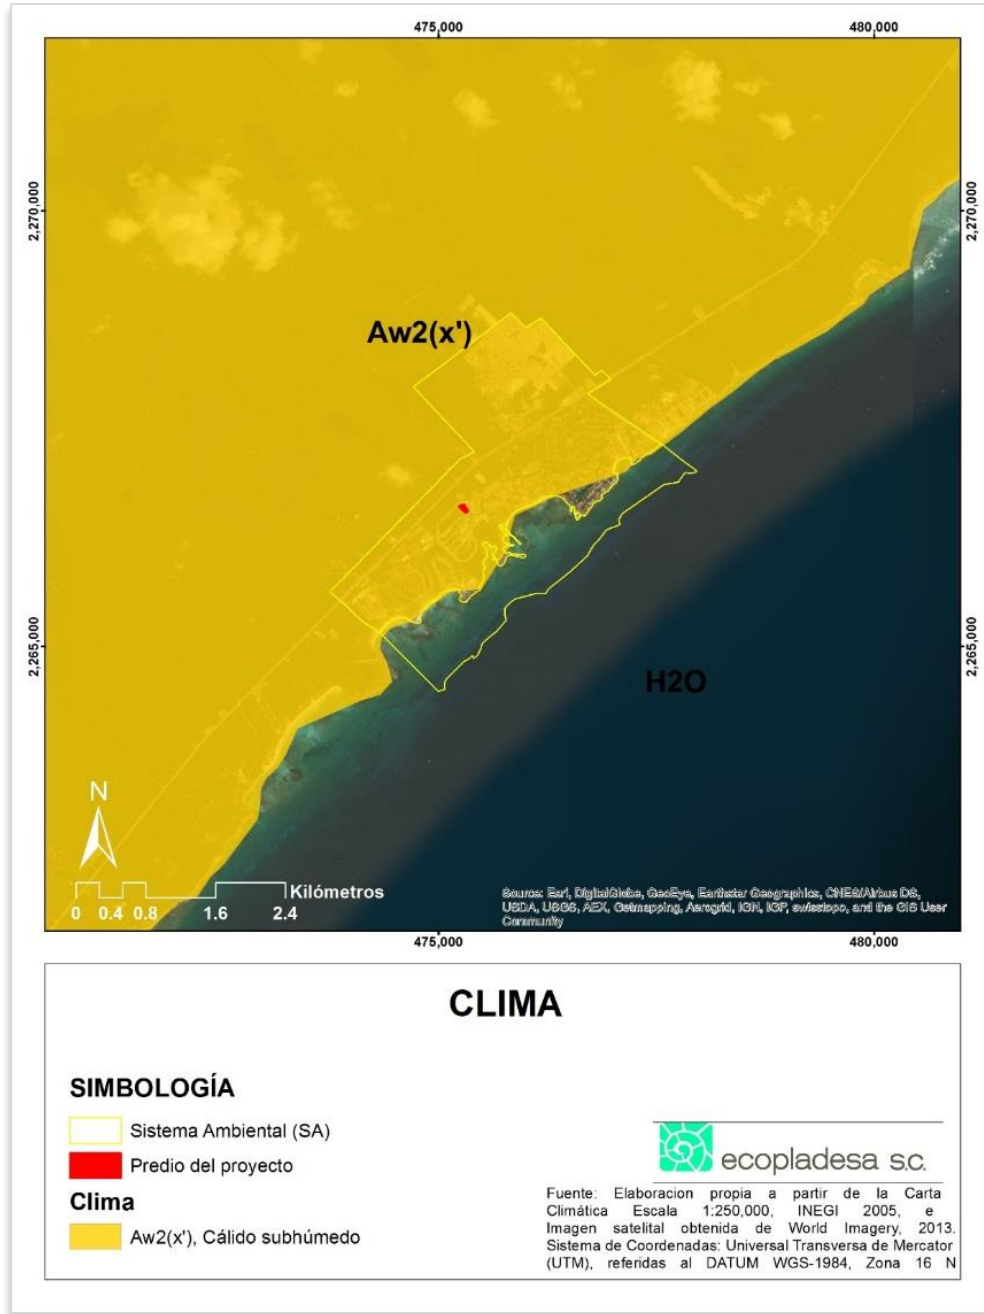 475,000
480,000
2,270,000
2,270,000
Aw2(x')
2,265,000
2,265,000
H2O
N
Kilómetros
0 0.4 0.8 1.6 2.4
Source: Esri, DigitalGlobe, GeoEye, Earthstar Geographics, CNES/Airbus DS,
USDA, USGS, AEX, Getmapping, Aerogrid, IGN, IGP, swisstopo, and the GIS User
Community
475,000
480,000
CLIMA
SIMBOLOGÍA
Sistema Ambiental (SA)
Predio del proyecto
Clima
Aw2(x'), Cálido subhúmedo
ecopladesa s.c.
Fuente: Elaboracion propia a partir de la Carta
Climática Escala 1:250,000, INEGI 2005, e
Imagen satelital obtenida de World Imagery, 2013.
Sistema de Coordenadas: Universal Transversa de Mercator
(UTM), referidas al DATUM WGS-1984, Zona 16 N